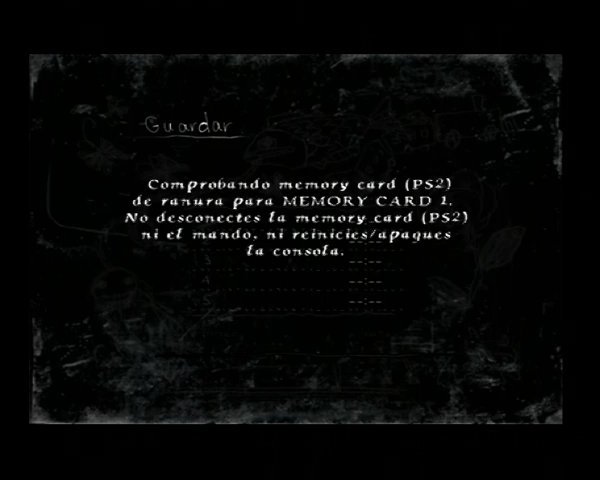 Guardar
Comprobando memory card (PS2)
de ranura para MEMORY CARD 1.
No desconectes la memory card (PS2)
ni el mando, ni reinicies/apagues
la consola.
--:--
--:--
--:--